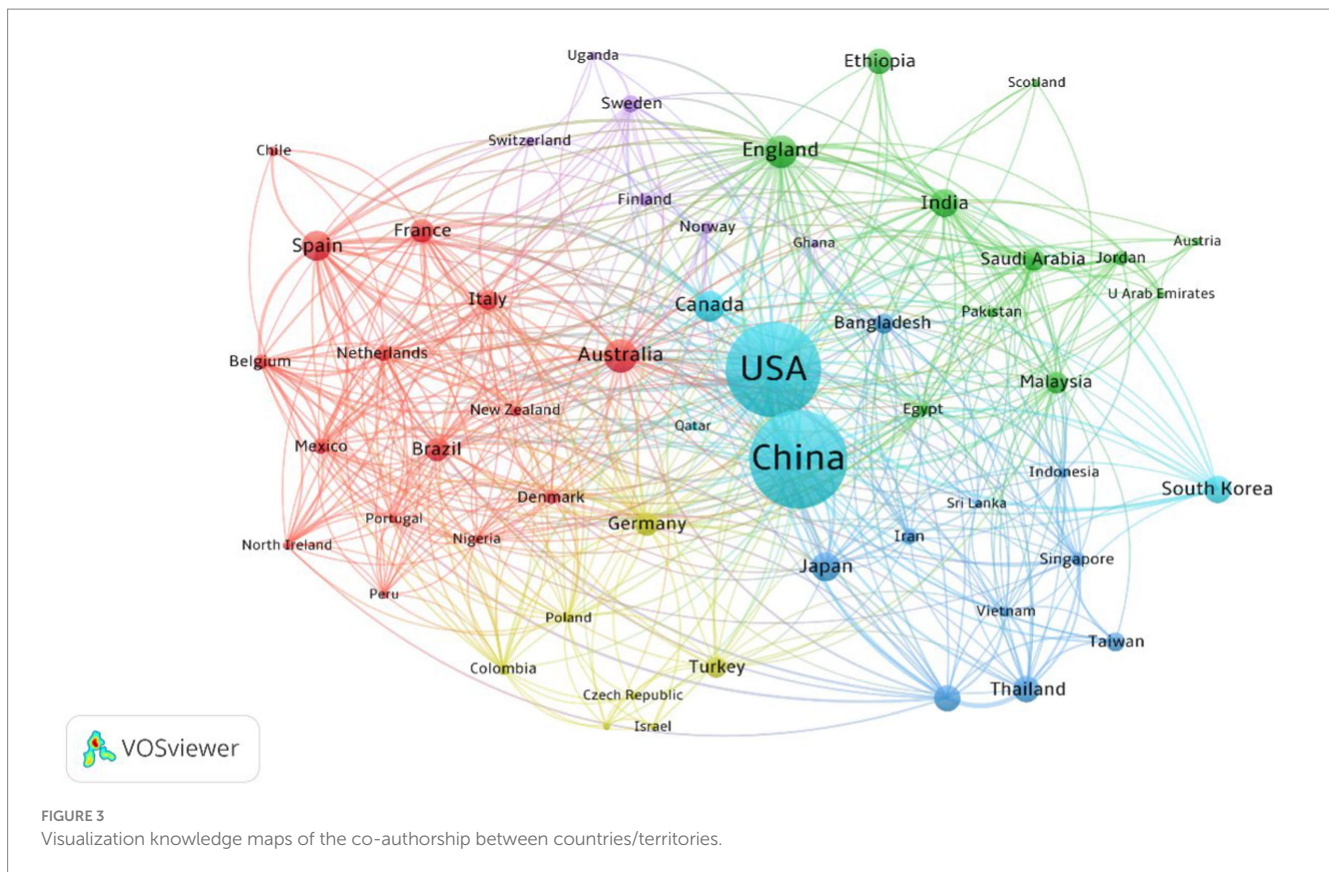 Uganda
Ethiopia
Scotland
Sweden
Switzerland
England
Chile
Finland
India
Norway
France
Spain
Ghana
Austria
Saudi Arabia
Jordan
U Arab Emirates
Italy
Canada
Pakistan
Bangladesh
Netherlands
Australia
Belgium
USA
Malaysia
New Zealand
Egypt
Qatar
Mexico
Brazil
China
Indonesia
South Korea
Denmark
Sri Lanka
Portugal
Germany
Nigeria
Iran
North Ireland
Singapore
Japan
Peru
Poland
Vietnam
Taiwan
Colombia
Turkey
Czech Republic
Thailand
Israel
VOSviewer
FIGURE 3
Visualization knowledge maps of the co-authorship between countries/territories.